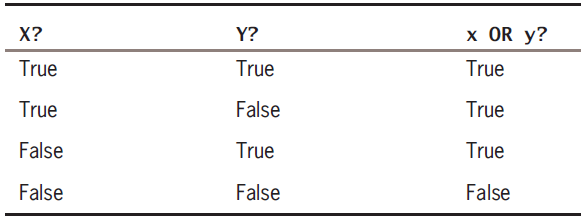 X? Y? x OR y?
True True True
True False True
False True True
False False False